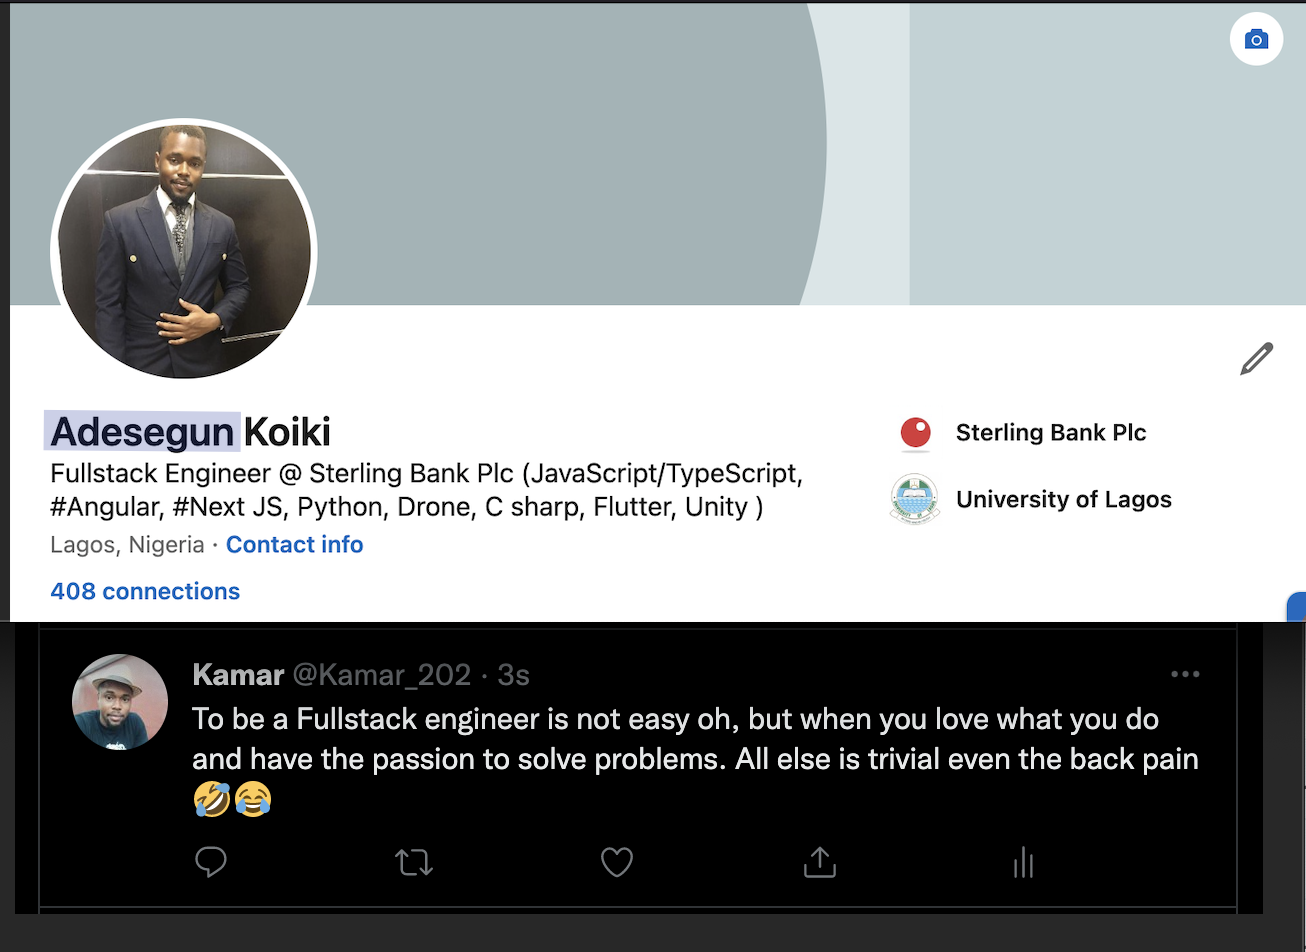 Adesegun Koiki
Fullstack Engineer @ Sterling Bank Plc (JavaScript/TypeScript,
#Angular, #Next JS, Python, Drone, C sharp, Flutter, Unity )
Lagos, Nigeria · Contact info
408 connections
Sterling Bank Plc
University of Lagos
Kamar @Kamar_202 · 3s
To be a Fullstack engineer is not easy oh, but when you love what you do
and have the passion to solve problems. All else is trivial even the back pain
🤣😂